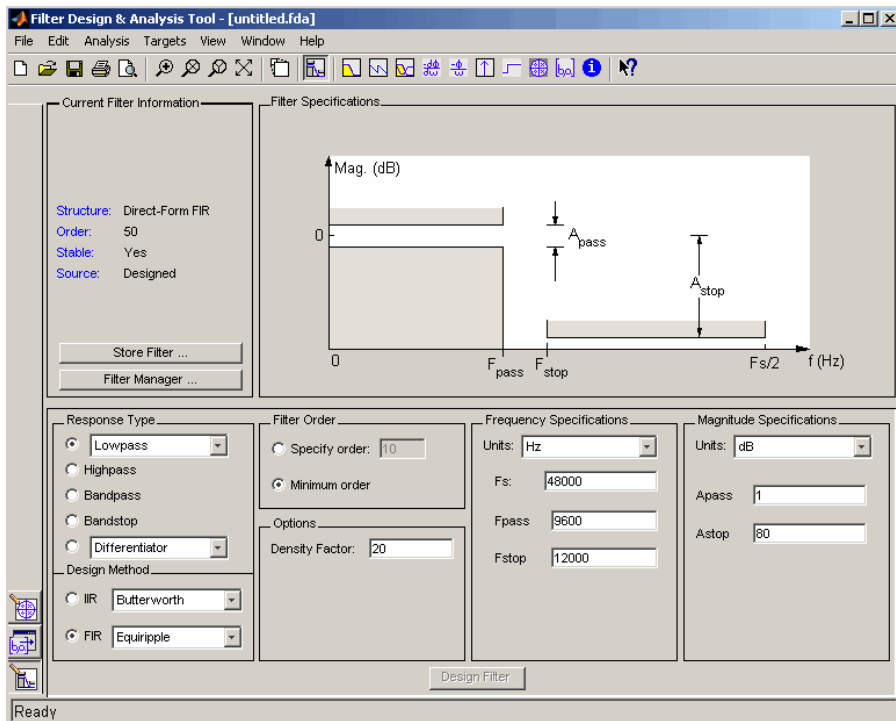 Filter Design & Analysis Tool - [untitled.fda]
File Edit Analysis Targets View Window Help
Current Filter Information
Structure: Direct-Form FIR
Order: 50
Stable: Yes
Source: Designed
Store Filter ...
Filter Manager ...
Filter Specifications
Mag. (dB)
0
Apass
Astop
0 Fpass Fstop Fs/2 f (Hz)
Response Type
Lowpass
Highpass
Bandpass
Bandstop
Differentiator
Design Method
IIR Butterworth
FIR Equiripple
Filter Order
Specify order: 10
Minimum order
Options
Density Factor: 20
Frequency Specifications
Units: Hz
Fs: 48000
Fpass 9600
Fstop 12000
Magnitude Specifications
Units: dB
Apass 1
Astop 80
Design Filter
Ready